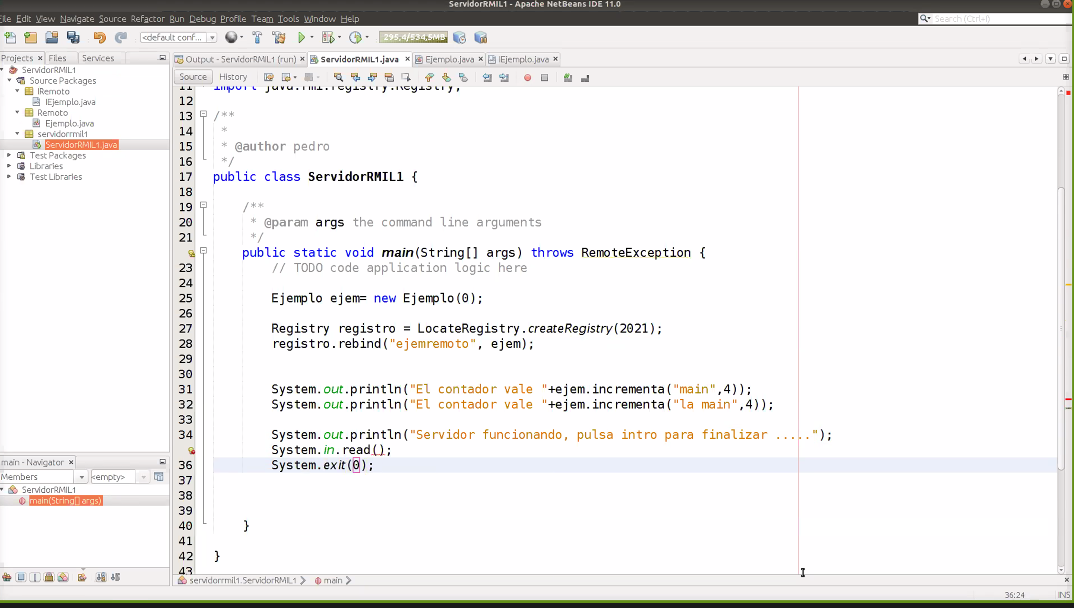 ServidorRMIL1 - Apache NetBeans IDE 11.0
File Edit View Navigate Source Refactor Run Debug Profile Team Tools Window Help
Search (Ctrl+I)
<default conf...
295,4/534,5MB
Projects Files Services
Output - ServidorRMIL1 (run) ServidorRMIL1.java Ejemplo.java IEjemplo.java
Source History
ServidorRMIL1
Source Packages
IRemoto
IEjemplo.java
Remoto
Ejemplo.java
servidorrmil1
ServidorRMIL1.java
Test Packages
Libraries
Test Libraries
11 import java.rmi.registry.Registry;
12
13 /**
14 *
15 * @author pedro
16 */
17 public class ServidorRMIL1 {
18
19 /**
20 * @param args the command line arguments
21 */
public static void main(String[] args) throws RemoteException {
23 // TODO code application logic here
24
25 Ejemplo ejem= new Ejemplo(0);
26
27 Registry registro = LocateRegistry.createRegistry(2021);
28 registro.rebind("ejemremoto", ejem);
29
30
31 System.out.println("El contador vale "+ejem.incrementa("main",4));
32 System.out.println("El contador vale "+ejem.incrementa("la main",4));
33
34 System.out.println("Servidor funcionando, pulsa intro para finalizar .....");
System.in.read();
36 System.exit(0);
37
38
39
40 }
41
42 }
43
main - Navigator
Members <empty>
ServidorRMIL1
main(String[] args)
servidorrmil1.ServidorRMIL1 main
36:24 INS